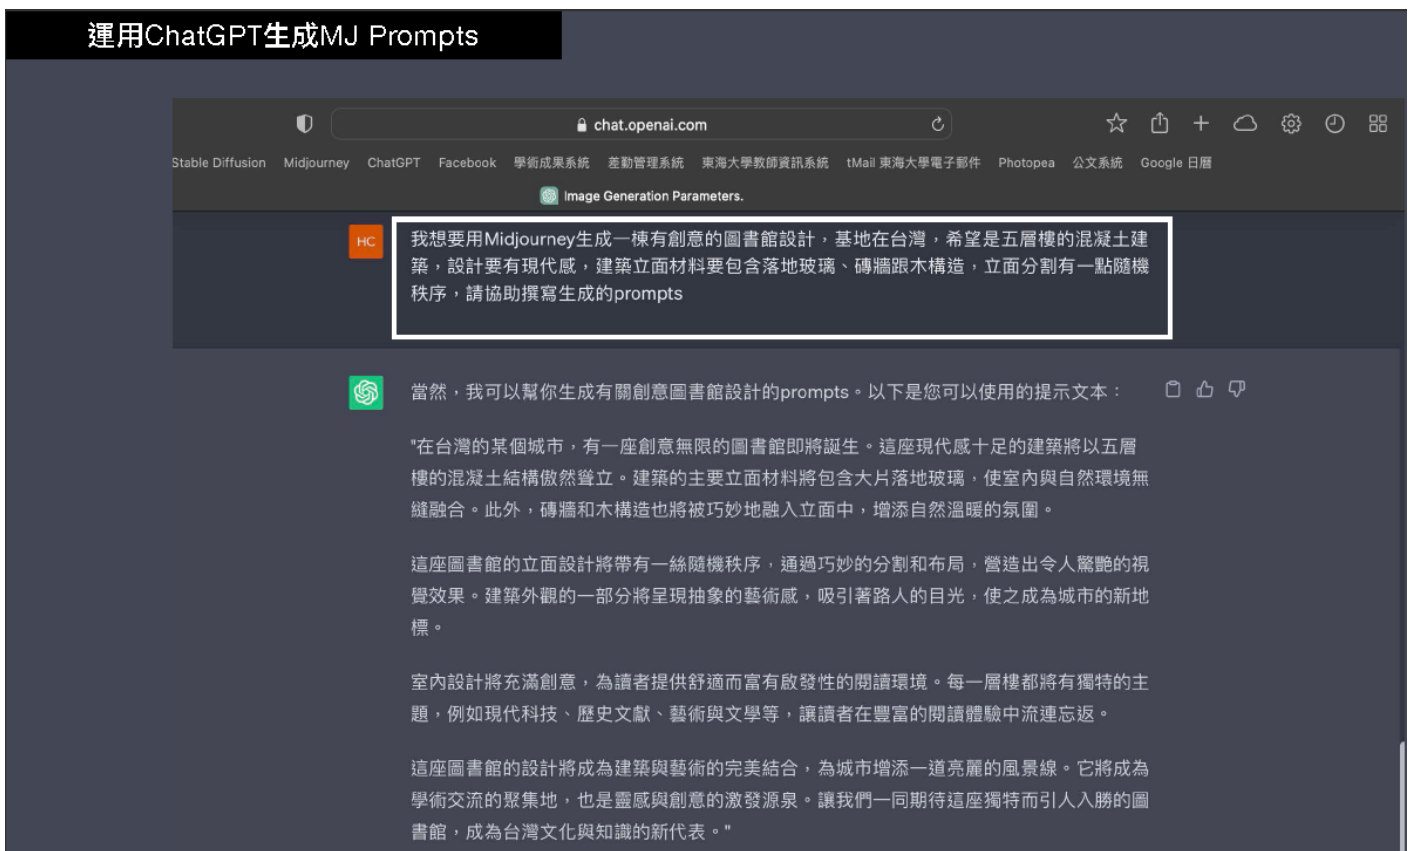 運用ChatGPT生成MJ Prompts
chat.openai.com
Stable Diffusion Midjourney ChatGPT Facebook 學術成果系統 差勤管理系統 東海大學教師資訊系統 tMail 東海大學電子郵件 Photopea 公文系統 Google 日曆
Image Generation Parameters.
HC
我想要用Midjourney生成一棟有創意的圖書館設計，基地在台灣，希望是五層樓的混凝土建
築，設計要有現代感，建築立面材料要包含落地玻璃、磚牆跟木構造，立面分割有一點隨機
秩序，請協助撰寫生成的prompts
當然，我可以幫你生成有關創意圖書館設計的prompts。以下是您可以使用的提示文本：
"在台灣的某個城市，有一座創意無限的圖書館即將誕生。這座現代感十足的建築將以五層
樓的混凝土結構傲然聳立。建築的主要立面材料將包含大片落地玻璃，使室內與自然環境無
縫融合。此外，磚牆和木構造也將被巧妙地融入立面中，增添自然溫暖的氛圍。
這座圖書館的立面設計將帶有一絲隨機秩序，通過巧妙的分割和布局，營造出令人驚艷的視
覺效果。建築外觀的一部分將呈現抽象的藝術感，吸引著路人的目光，使之成為城市的新地
標。
室內設計將充滿創意，為讀者提供舒適而富有啟發性的閱讀環境。每一層樓都將有獨特的主
題，例如現代科技、歷史文獻、藝術與文學等，讓讀者在豐富的閱讀體驗中流連忘返。
這座圖書館的設計將成為建築與藝術的完美結合，為城市增添一道亮麗的風景線。它將成為
學術交流的聚集地，也是靈感與創意的激發源泉。讓我們一同期待這座獨特而引人入勝的圖
書館，成為台灣文化與知識的新代表。"